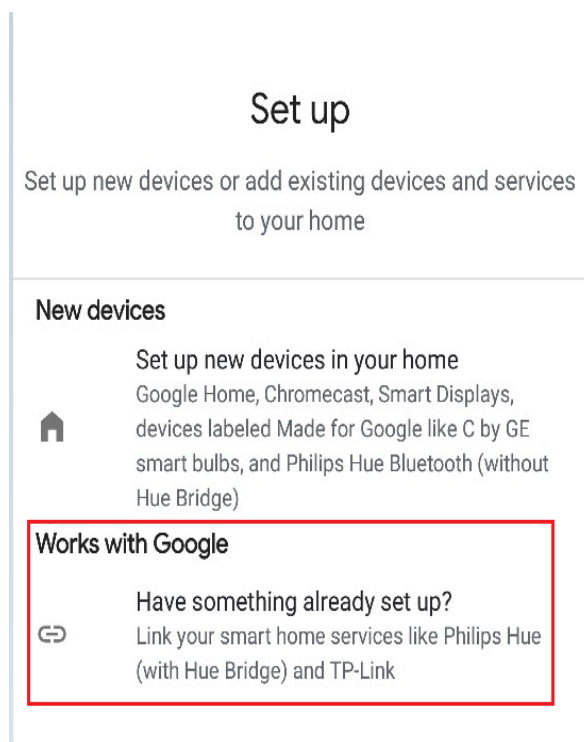 Set up
Set up new devices or add existing devices and services
to your home
New devices
Set up new devices in your home
Google Home, Chromecast, Smart Displays,
devices labeled Made for Google like C by GE
smart bulbs, and Philips Hue Bluetooth (without
Hue Bridge)
Works with Google
Have something already set up?
Link your smart home services like Philips Hue
(with Hue Bridge) and TP-Link